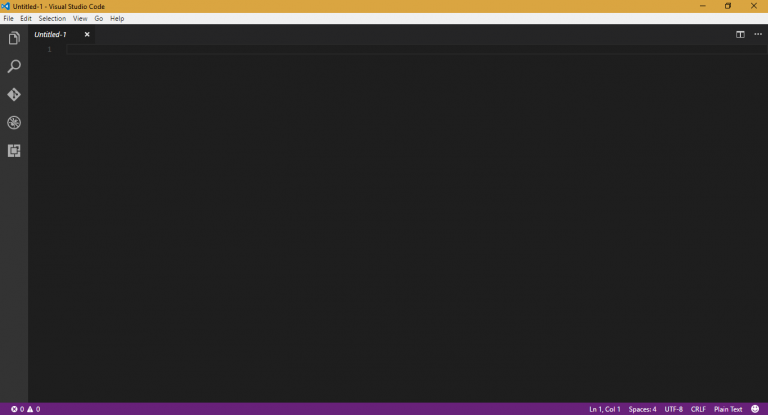 Untitled-1 - Visual Studio Code
File Edit Selection View Go Help
Untitled-1
1
0 0 Ln 1, Col 1 Spaces: 4 UTF-8 CRLF Plain Text